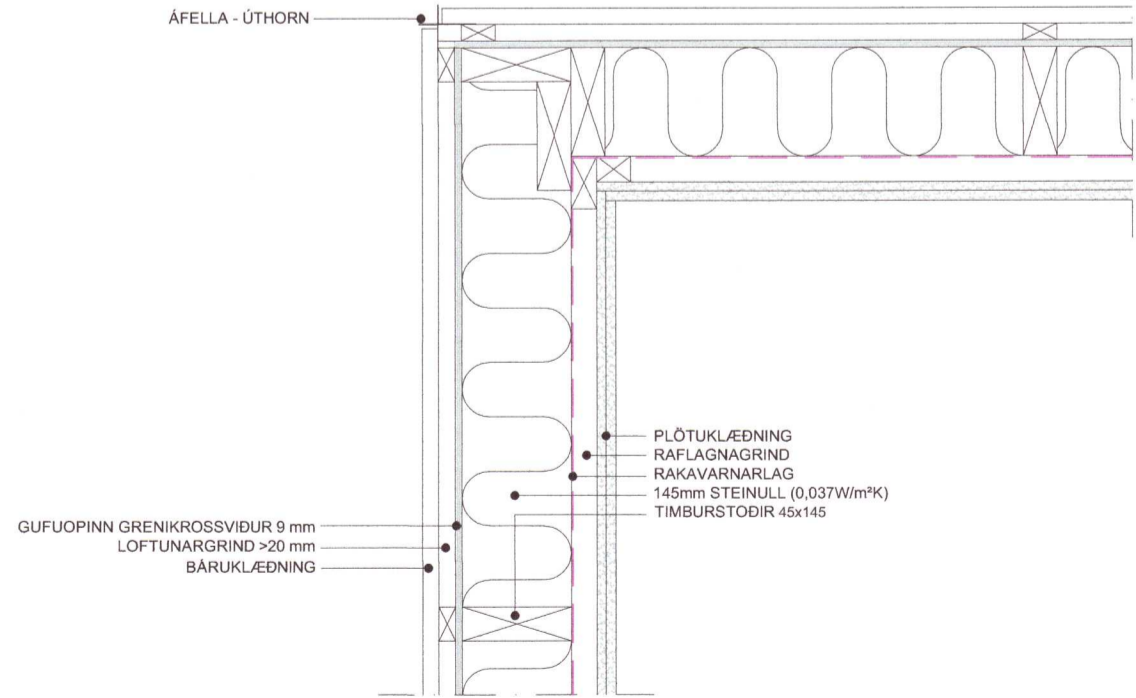 ÁFELLA - ÚTHORN
PLÖTUKLÆÐNING
RAFLAGNAGRIND
RAKAVARNARLAG
145mm STEINULL (0,037W/m²K)
TIMBURSTOÐIR 45x145
GUFUOPINN GRENIKROSSVIÐUR 9 mm
LOFTUNARGRIND >20 mm
BÁRUKLÆÐNING